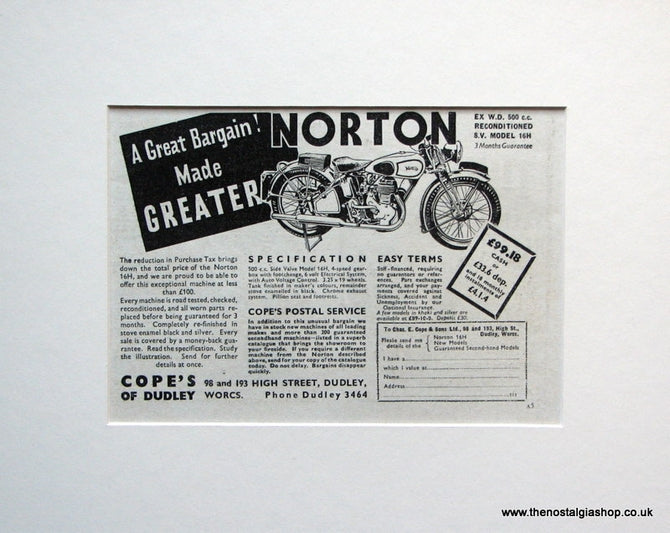 A Great Bargain!
Made
GREATER
NORTON
EX W.D. 500 c.c.
RECONDITIONED
S.V. MODEL 16H
3 Months Guarantee
£99.18
CASH
or
£33.6 dep.
and 18 monthly
instalments of
£4.1.4
The reduction in Purchase Tax brings
down the total price of the Norton
16H, and we are proud to be able to
offer this exceptional machine at less
than £100.
Every machine is road tested, checked,
reconditioned, and all worn parts re-
placed before being guaranteed for 3
months. Completely re-finished in
stove enamel black and silver. Every
sale is covered by a money-back guar-
antee. Read the specification. Study
the illustration. Send for further
details at once.
SPECIFICATION
500 c.c. Side Valve Model 16H, 4-speed gear-
box with footchange, 6 volt Electrical System,
with Auto Voltage Control. 3.25 x 19 wheels.
Tank finished in maker's colours, remainder
stove enamelled in black. Chrome exhaust
system. Pillion seat and footrests.
COPE'S POSTAL SERVICE
In addition to this unusual bargain we
have in stock new machines of all leading
makes and more than 300 guaranteed
secondhand machines—listed in a superb
catalogue that brings the showroom to
your fireside. If you require a different
machine from the Norton described
above, send for your copy of the catalogue
today. Do not delay. Bargains disappear
quickly.
EASY TERMS
Self-financed, requiring
no guarantors or refer-
ences. Part exchanges
arranged, and your pay-
ments covered against
Sickness, Accidents and
Unemployment by our
Optional Insurance.
A few models in khaki and silver are
available at £89-10-0. Deposit £30.
To Chas. E. Cope & Sons Ltd., 98 and 193, High St.,
Dudley, Worcs.
Please send me details of the { Norton 16H
New Models
Guaranteed Second-hand Models
I have a
which I value at
Name
Address
COPE'S
OF DUDLEY
98 and 193 HIGH STREET, DUDLEY,
WORCS. Phone Dudley 3464
www.thenostalgiashop.co.uk